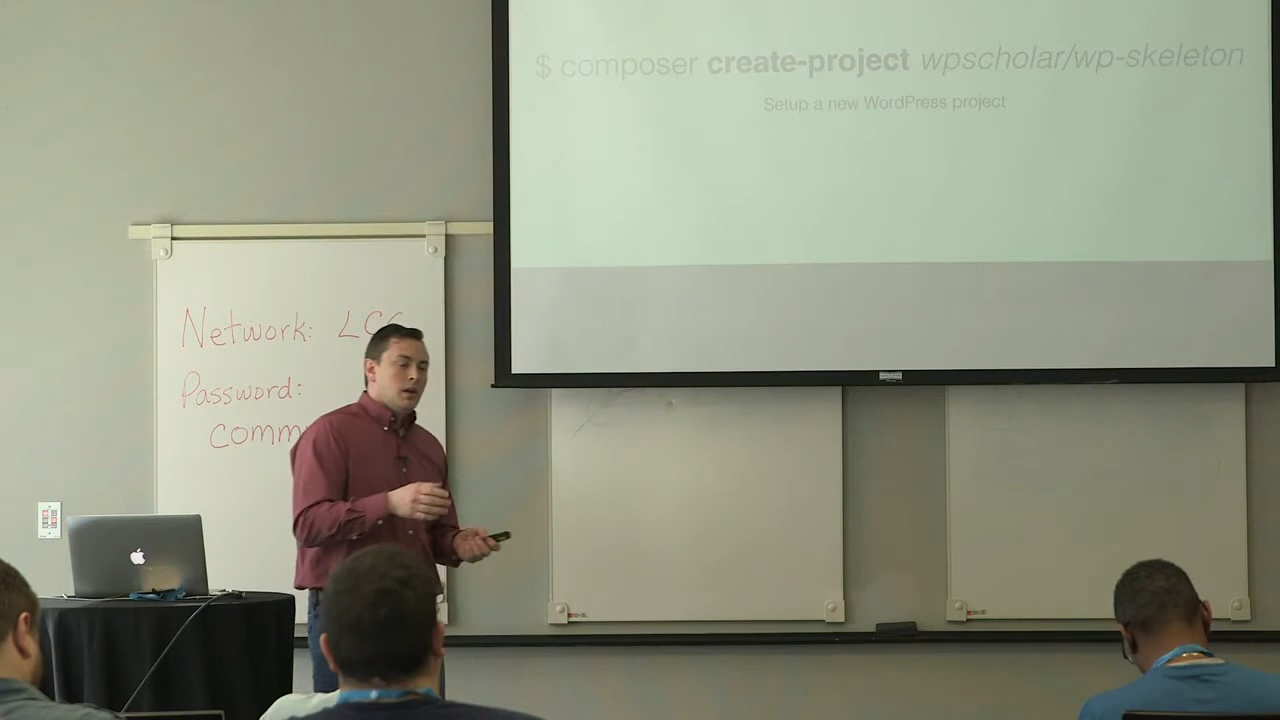 $ composer create-project wpscholar/wp-skeleton
Setup a new WordPress project
Network:
Password: